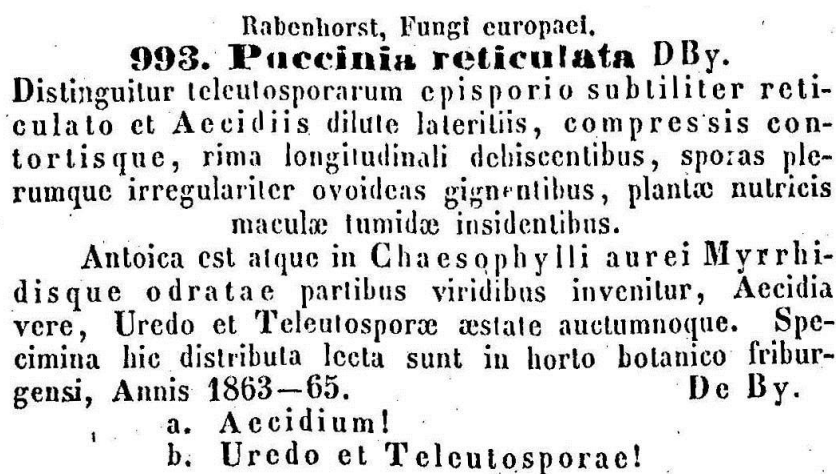 Rabenhorst, Fungi europaei.
993. Puccinia reticulata DBy.
Distinguitur teleutosporarum episporio subtiliter reti-
culato et Aecidiis dilute lateritiis, compressis con-
tortisque, rima longitudinali dehiscentibus, sporas ple-
rumque irregulariter ovoideas gignentibus, plantæ nutricis
maculæ tumidæ insidentibus.
Antoica est atque in Chaesophylli aurei Myrrhi-
disque odratae partibus viridibus invenitur, Aecidia
vere, Uredo et Teleutosporæ æstate auctumnoque. Spe-
cimina hic distributa lecta sunt in horto botanico fribur-
gensi, Annis 1863–65. De By.
a. Aecidium!
b. Uredo et Teleutosporae!